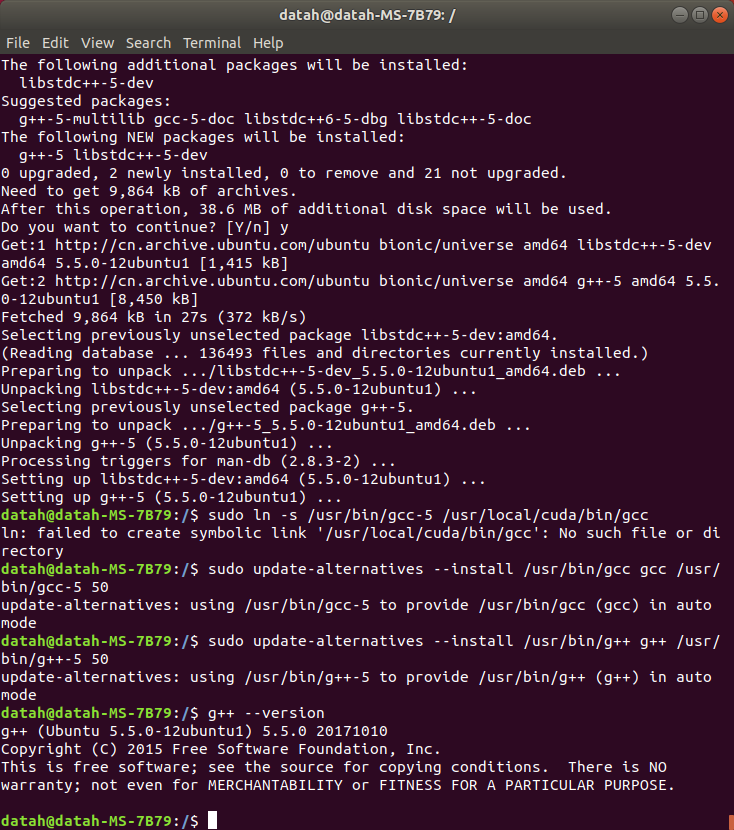 datah@datah-MS-7B79: /
File Edit View Search Terminal Help
The following additional packages will be installed:
  libstdc++-5-dev
Suggested packages:
  g++-5-multilib gcc-5-doc libstdc++6-5-dbg libstdc++-5-doc
The following NEW packages will be installed:
  g++-5 libstdc++-5-dev
0 upgraded, 2 newly installed, 0 to remove and 21 not upgraded.
Need to get 9,864 kB of archives.
After this operation, 38.6 MB of additional disk space will be used.
Do you want to continue? [Y/n] y
Get:1 http://cn.archive.ubuntu.com/ubuntu bionic/universe amd64 libstdc++-5-dev
amd64 5.5.0-12ubuntu1 [1,415 kB]
Get:2 http://cn.archive.ubuntu.com/ubuntu bionic/universe amd64 g++-5 amd64 5.5.
0-12ubuntu1 [8,450 kB]
Fetched 9,864 kB in 27s (372 kB/s)
Selecting previously unselected package libstdc++-5-dev:amd64.
(Reading database ... 136493 files and directories currently installed.)
Preparing to unpack .../libstdc++-5-dev_5.5.0-12ubuntu1_amd64.deb ...
Unpacking libstdc++-5-dev:amd64 (5.5.0-12ubuntu1) ...
Selecting previously unselected package g++-5.
Preparing to unpack .../g++-5_5.5.0-12ubuntu1_amd64.deb ...
Unpacking g++-5 (5.5.0-12ubuntu1) ...
Processing triggers for man-db (2.8.3-2) ...
Setting up libstdc++-5-dev:amd64 (5.5.0-12ubuntu1) ...
Setting up g++-5 (5.5.0-12ubuntu1) ...
datah@datah-MS-7B79:/$ sudo ln -s /usr/bin/gcc-5 /usr/local/cuda/bin/gcc
ln: failed to create symbolic link '/usr/local/cuda/bin/gcc': No such file or di
rectory
datah@datah-MS-7B79:/$ sudo update-alternatives --install /usr/bin/gcc gcc /usr/
bin/gcc-5 50
update-alternatives: using /usr/bin/gcc-5 to provide /usr/bin/gcc (gcc) in auto
mode
datah@datah-MS-7B79:/$ sudo update-alternatives --install /usr/bin/g++ g++ /usr/
bin/g++-5 50
update-alternatives: using /usr/bin/g++-5 to provide /usr/bin/g++ (g++) in auto
mode
datah@datah-MS-7B79:/$ g++ --version
g++ (Ubuntu 5.5.0-12ubuntu1) 5.5.0 20171010
Copyright (C) 2015 Free Software Foundation, Inc.
This is free software; see the source for copying conditions.  There is NO
warranty; not even for MERCHANTABILITY or FITNESS FOR A PARTICULAR PURPOSE.
datah@datah-MS-7B79:/$